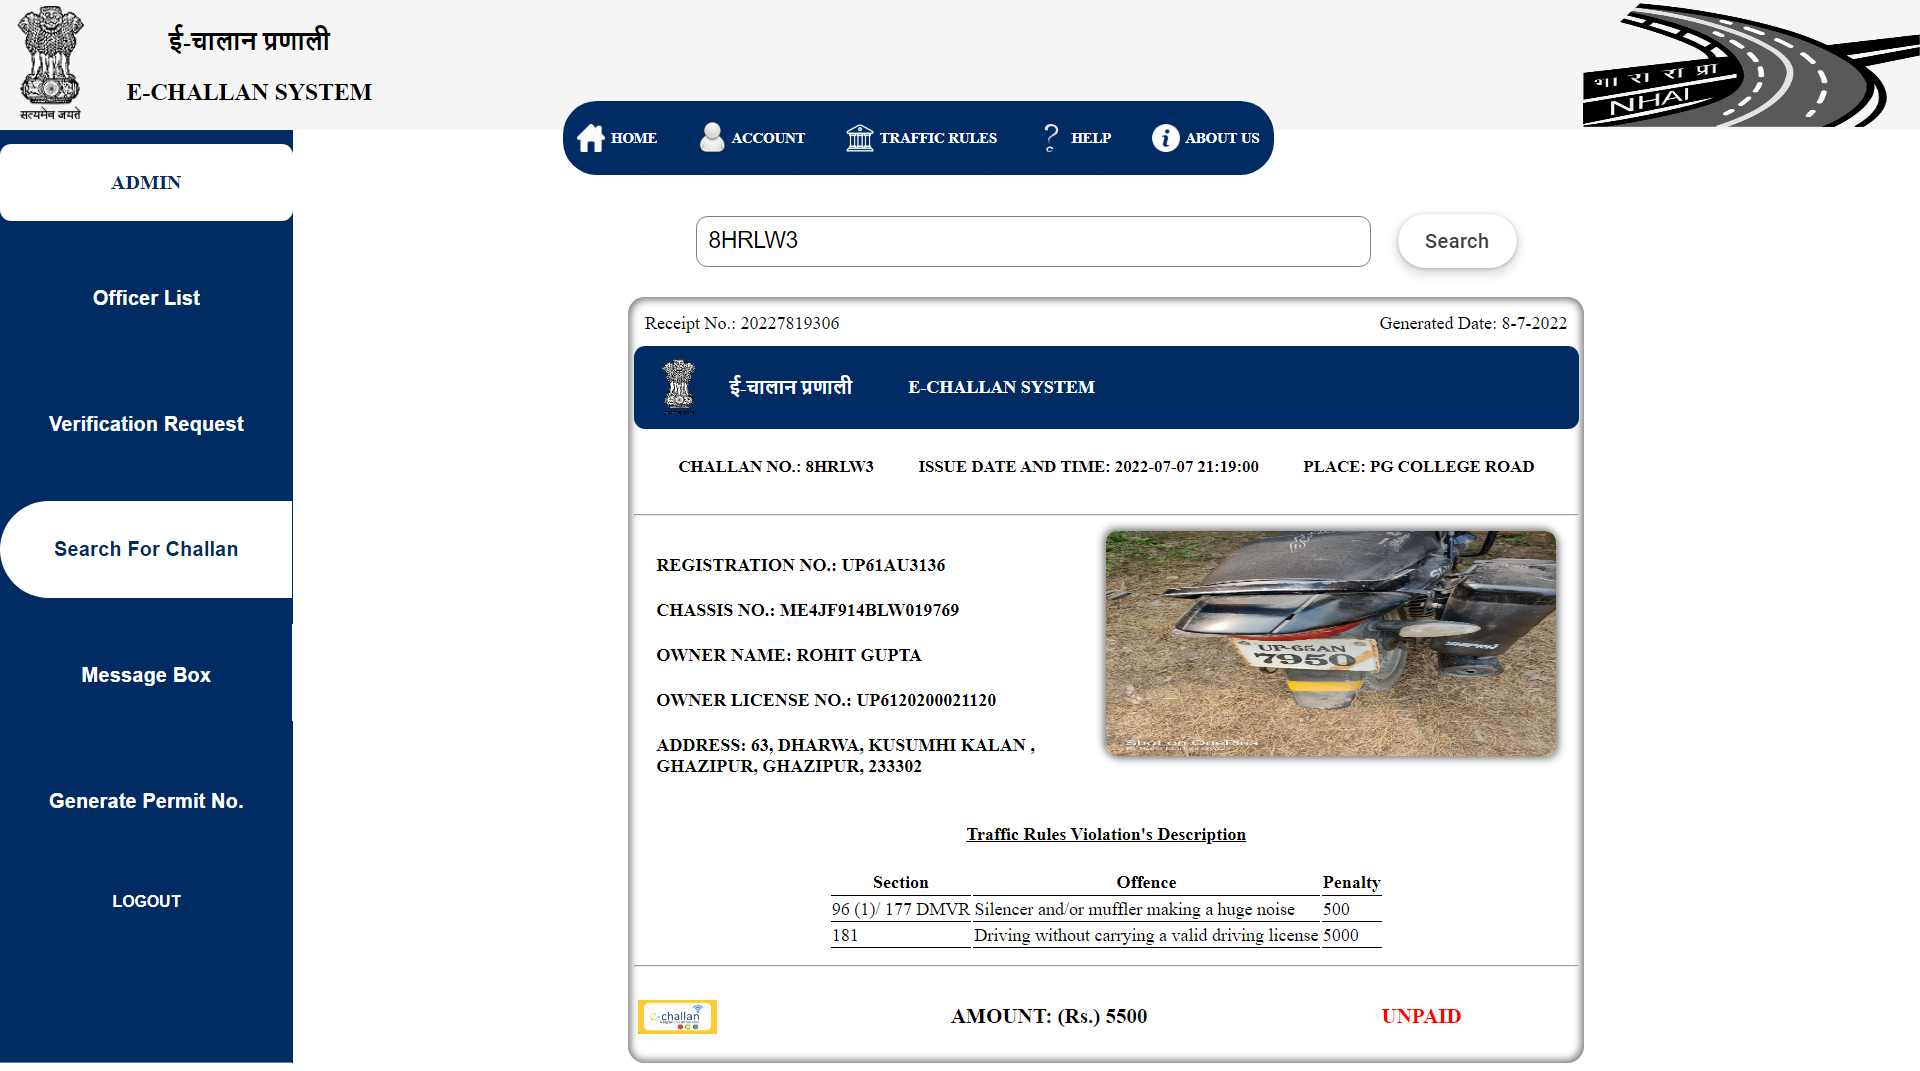 ई-चालान प्रणाली
E-CHALLAN SYSTEM
सत्यमेव जयते
भा रा रा प्रा
NHAI
HOME
ACCOUNT
TRAFFIC RULES
HELP
ABOUT US
ADMIN
Officer List
Verification Request
Search For Challan
Message Box
Generate Permit No.
LOGOUT
8HRLW3
Search
Receipt No.: 20227819306
Generated Date: 8-7-2022
ई-चालान प्रणाली
E-CHALLAN SYSTEM
CHALLAN NO.: 8HRLW3
ISSUE DATE AND TIME: 2022-07-07 21:19:00
PLACE: PG COLLEGE ROAD
REGISTRATION NO.: UP61AU3136
CHASSIS NO.: ME4JF914BLW019769
OWNER NAME: ROHIT GUPTA
OWNER LICENSE NO.: UP6120200021120
ADDRESS: 63, DHARWA, KUSUMHI KALAN ,
GHAZIPUR, GHAZIPUR, 233302
UP-65AN
7950
Shot on OnePlus
Traffic Rules Violation's Description
Section Offence Penalty
96 (1)/ 177 DMVR Silencer and/or muffler making a huge noise 500
181 Driving without carrying a valid driving license 5000
e-challan
AMOUNT: (Rs.) 5500
UNPAID